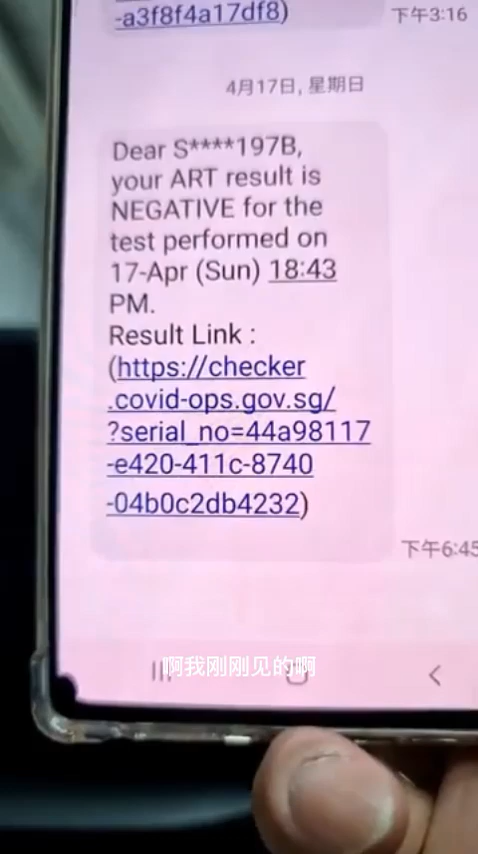 -a3f8f4a17df8)
下午3:16
4月17日, 星期日
Dear S****197B,
your ART result is
NEGATIVE for the
test performed on
17-Apr (Sun) 18:43
PM.
Result Link :
(https://checker
.covid-ops.gov.sg/
?serial_no=44a98117
-e420-411c-8740
-04b0c2db4232)
下午6:45
啊我刚刚见的啊